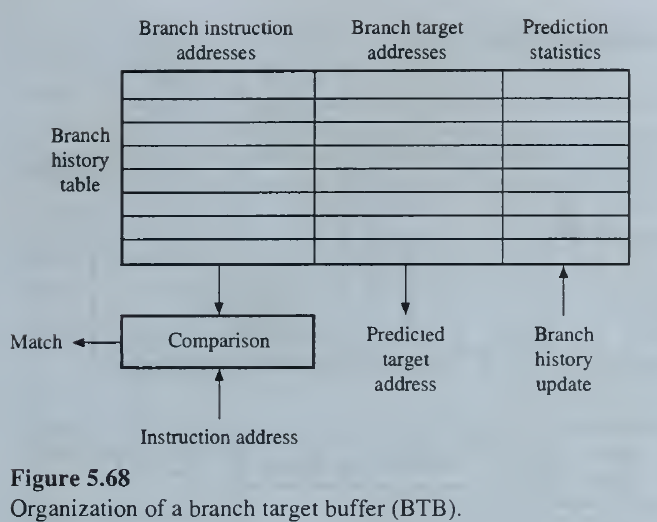 Branch instruction
addresses
Branch target
addresses
Prediction
statistics
Branch
history
table
Match
Comparison
Predicted
target
address
Branch
history
update
Instruction address
Figure 5.68
Organization of a branch target buffer (BTB).